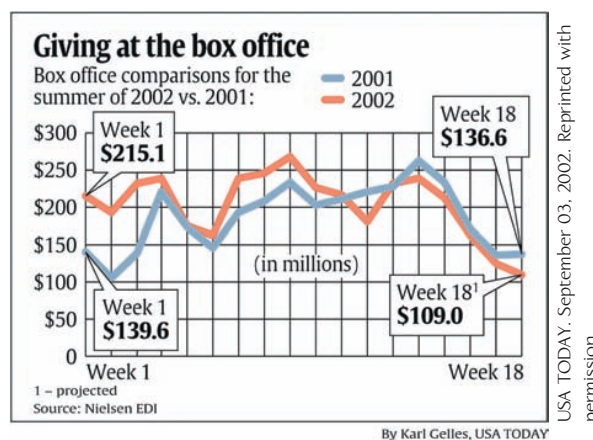 Giving at the box office
Box office comparisons for the
summer of 2002 vs. 2001:
2001
2002
$300
$250
$200
$150
$100
$50
0
Week 1
$215.1
Week 18
$136.6
(in millions)
Week 1
$139.6
Week 18¹
$109.0
Week 1
Week 18
1 – projected
Source: Nielsen EDI
By Karl Gelles, USA TODAY
USA TODAY. September 03, 2002. Reprinted with
permission